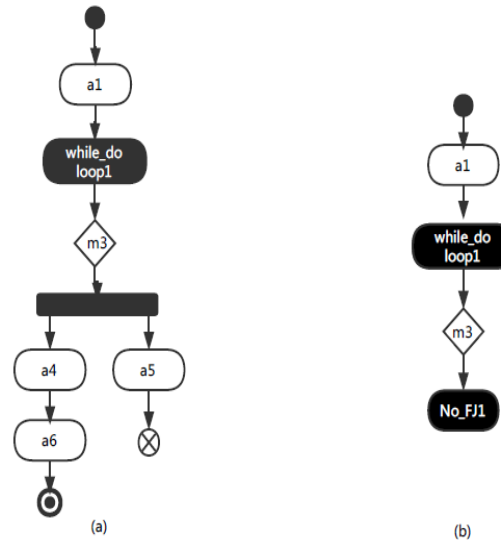 a1
while_do
loop1
m3
a4
a5
a6
(a)
a1
while_do
loop1
m3
No_FJ1
(b)